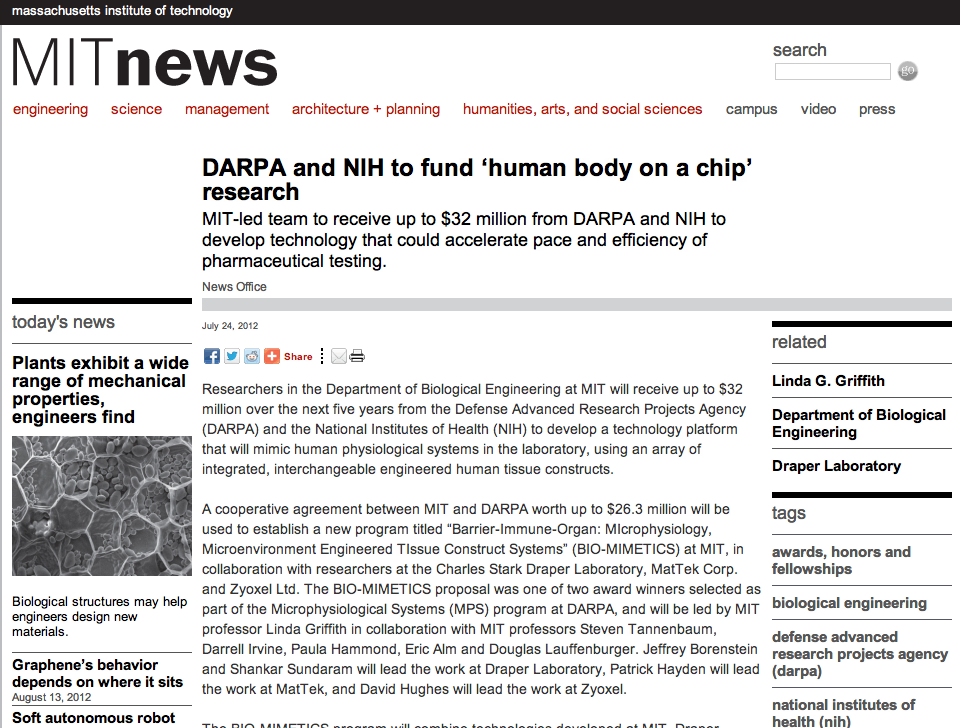 massachusetts institute of technology
MITnews
search
go
engineering science management architecture + planning humanities, arts, and social sciences campus video press
DARPA and NIH to fund ‘human body on a chip’
research
MIT-led team to receive up to $32 million from DARPA and NIH to
develop technology that could accelerate pace and efficiency of
pharmaceutical testing.
News Office
today's news
Plants exhibit a wide
range of mechanical
properties,
engineers find
Biological structures may help
engineers design new
materials.
Graphene’s behavior
depends on where it sits
August 13, 2012
Soft autonomous robot
July 24, 2012
Share
Researchers in the Department of Biological Engineering at MIT will receive up to $32
million over the next five years from the Defense Advanced Research Projects Agency
(DARPA) and the National Institutes of Health (NIH) to develop a technology platform
that will mimic human physiological systems in the laboratory, using an array of
integrated, interchangeable engineered human tissue constructs.
A cooperative agreement between MIT and DARPA worth up to $26.3 million will be
used to establish a new program titled “Barrier-Immune-Organ: MIcrophysiology,
Microenvironment Engineered TIssue Construct Systems” (BIO-MIMETICS) at MIT, in
collaboration with researchers at the Charles Stark Draper Laboratory, MatTek Corp.
and Zyoxel Ltd. The BIO-MIMETICS proposal was one of two award winners selected as
part of the Microphysiological Systems (MPS) program at DARPA, and will be led by MIT
professor Linda Griffith in collaboration with MIT professors Steven Tannenbaum,
Darrell Irvine, Paula Hammond, Eric Alm and Douglas Lauffenburger. Jeffrey Borenstein
and Shankar Sundaram will lead the work at Draper Laboratory, Patrick Hayden will lead
the work at MatTek, and David Hughes will lead the work at Zyoxel.
The BIO-MIMETICS program will combine technologies developed at MIT, Draper
related
Linda G. Griffith
Department of Biological
Engineering
Draper Laboratory
tags
awards, honors and
fellowships
biological engineering
defense advanced
research projects agency
(darpa)
national institutes of
health (nih)